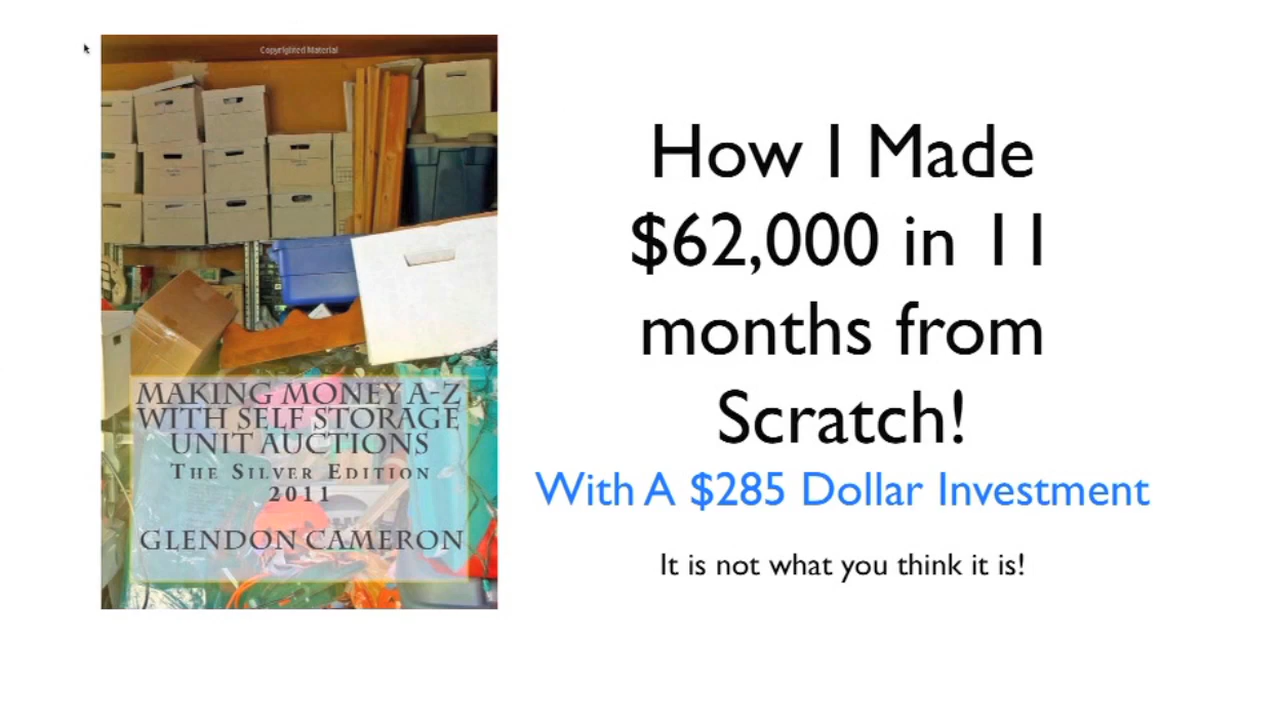 Copyrighted Material
MAKING MONEY A-Z
WITH SELF STORAGE
UNIT AUCTIONS
THE SILVER EDITION
2011
GLENDON CAMERON
How I Made
$62,000 in 11
months from
Scratch!
With A $285 Dollar Investment
It is not what you think it is!